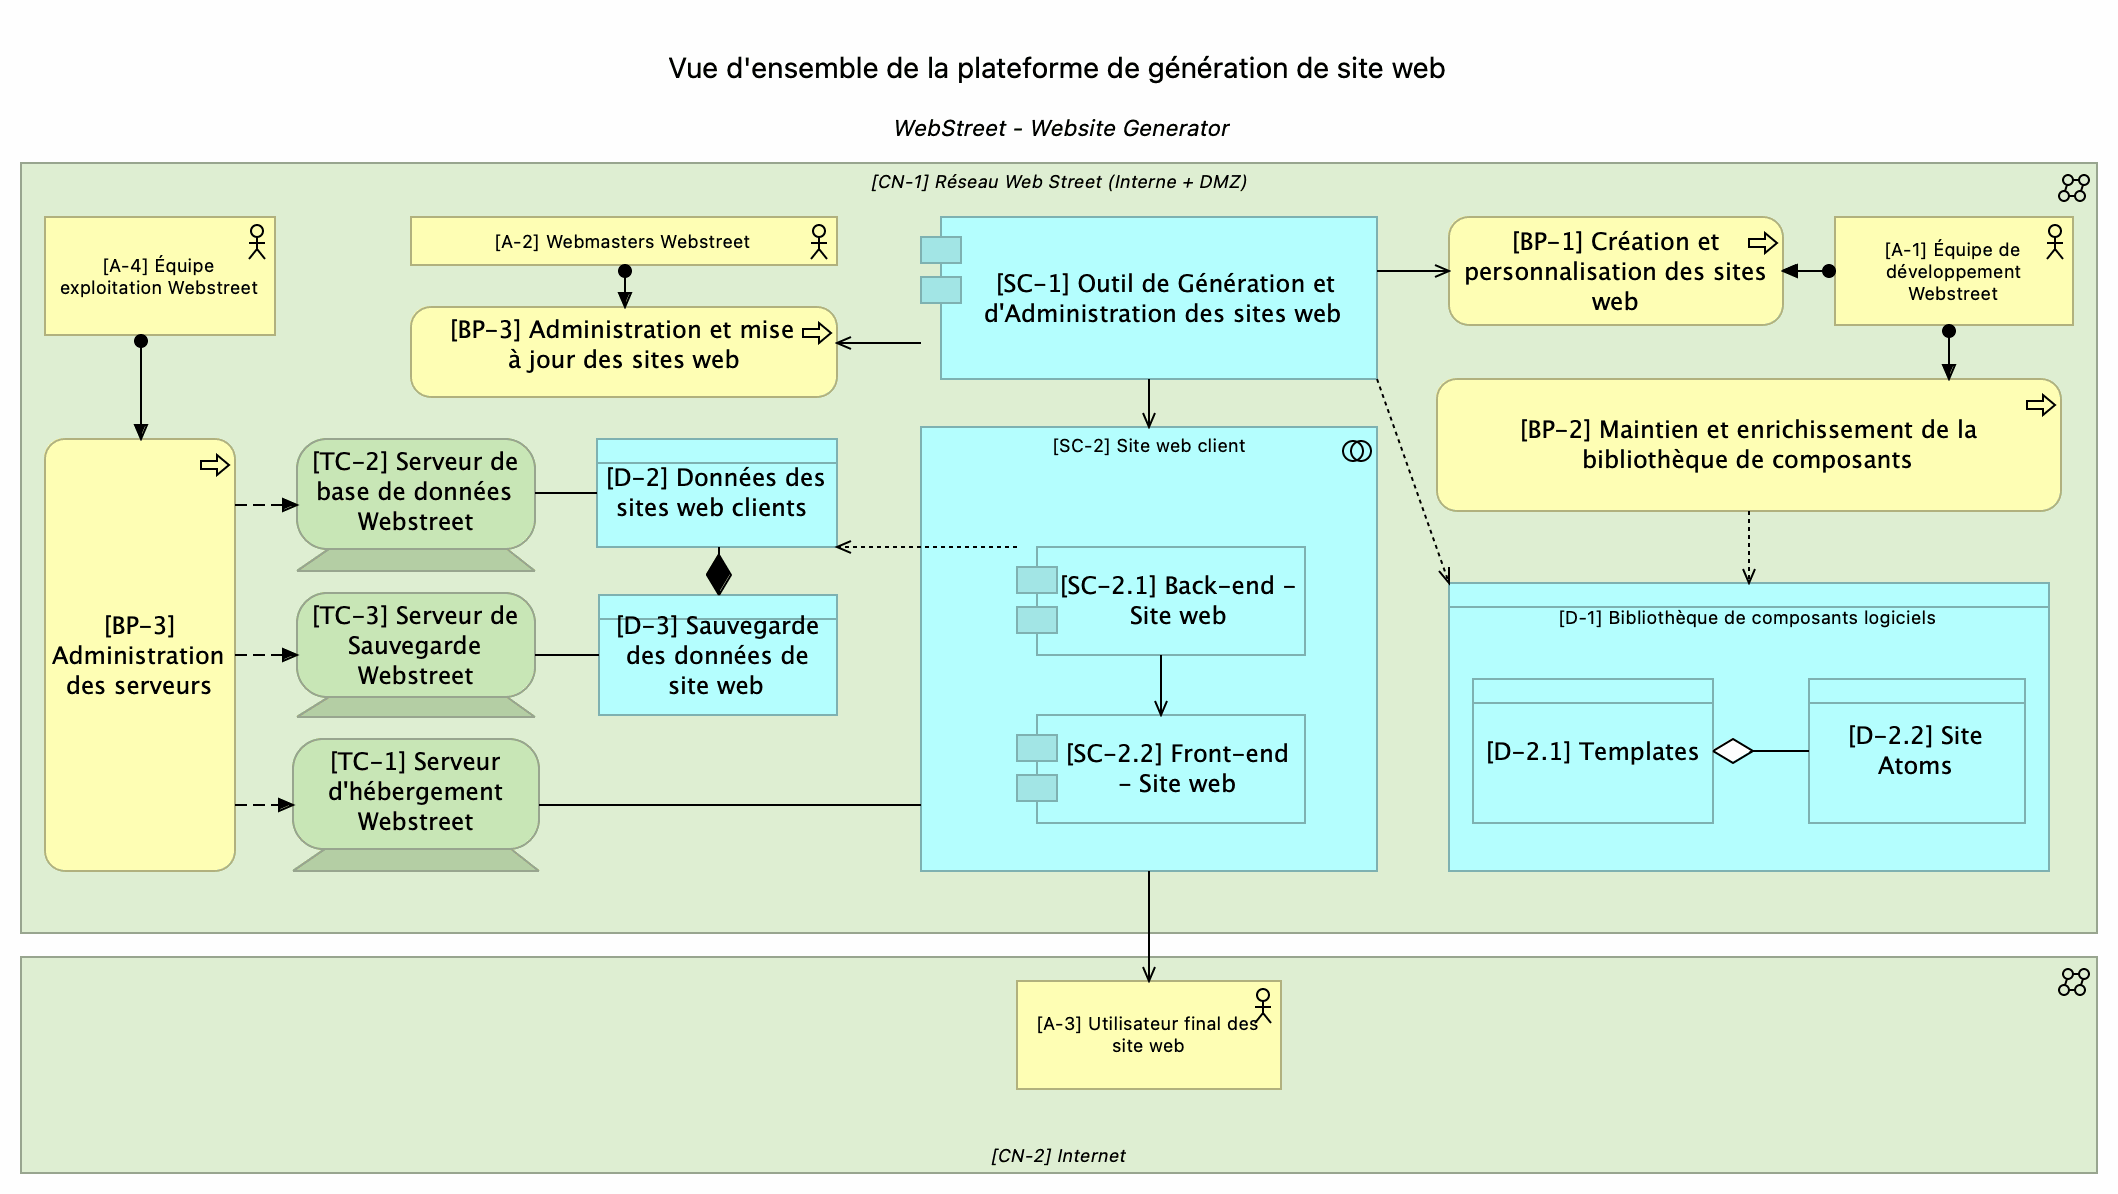 Vue d'ensemble de la plateforme de génération de site web
WebStreet - Website Generator
[CN-1] Réseau Web Street (Interne + DMZ)
[A-4] Équipe
exploitation Webstreet
[A-2] Webmasters Webstreet
[BP-3] Administration et mise
à jour des sites web
[SC-1] Outil de Génération et
d'Administration des sites web
[BP-1] Création et
personnalisation des sites
web
[A-1] Équipe de
développement
Webstreet
[BP-2] Maintien et enrichissement de la
bibliothèque de composants
[BP-3]
Administration
des serveurs
[TC-2] Serveur de
base de données
Webstreet
[D-2] Données des
sites web clients
[TC-3] Serveur de
Sauvegarde
Webstreet
[D-3] Sauvegarde
des données de
site web
[TC-1] Serveur
d'hébergement
Webstreet
[SC-2] Site web client
[SC-2.1] Back-end -
Site web
[SC-2.2] Front-end
- Site web
[D-1] Bibliothèque de composants logiciels
[D-2.1] Templates
[D-2.2] Site
Atoms
[A-3] Utilisateur final des
site web
[CN-2] Internet